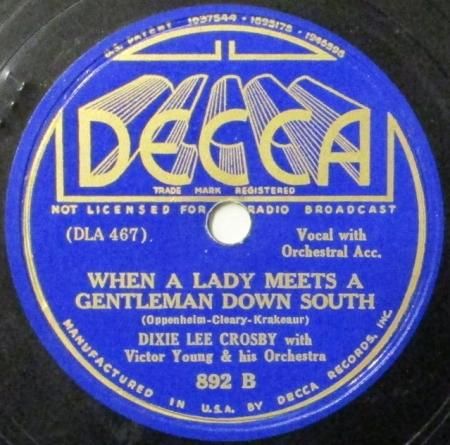 U.S. PATENT 1637544 - 1625175 - 1946596
DECCA
TRADE MARK REGISTERED
NOT LICENSED FOR RADIO BROADCAST
(DLA 467).
Vocal with
Orchestral Acc.
WHEN A LADY MEETS A
GENTLEMAN DOWN SOUTH
(Oppenheim-Cleary-Krakeaur)
DIXIE LEE CROSBY with
Victor Young & his Orchestra
892 B
MANUFACTURED IN U.S.A. BY DECCA RECORDS, INC.